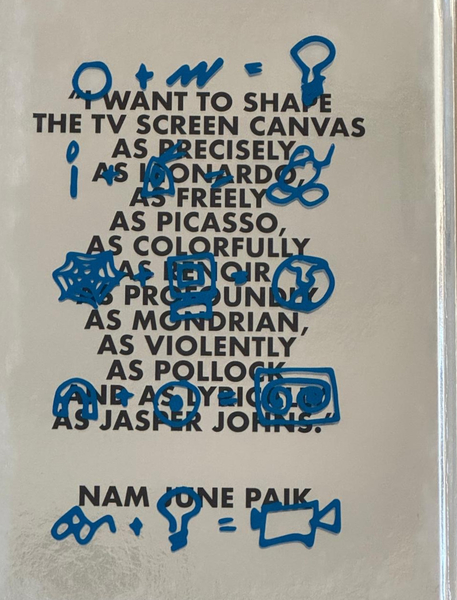 "I WANT TO SHAPE
THE TV SCREEN CANVAS
AS PRECISELY
AS LEONARDO,
AS FREELY
AS PICASSO,
AS COLORFULLY
AS RENOIR,
AS PROFOUNDLY
AS MONDRIAN,
AS VIOLENTLY
AS POLLOCK
AND AS LYRICALLY
AS JASPER JOHNS."
NAM JUNE PAIK